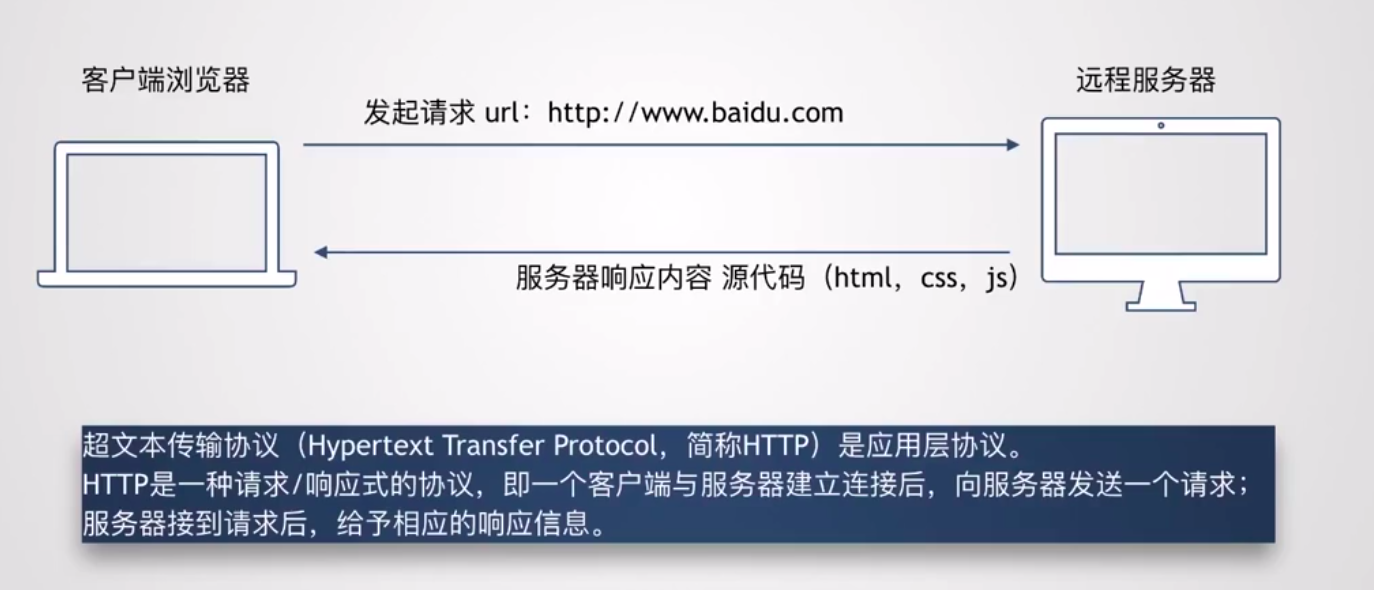 客户端浏览器
远程服务器
发起请求 url：http://www.baidu.com
服务器响应内容 源代码（html，css，js）
超文本传输协议（Hypertext Transfer Protocol，简称HTTP）是应用层协议。
HTTP是一种请求/响应式的协议，即一个客户端与服务器建立连接后，向服务器发送一个请求；
服务器接到请求后，给予相应的响应信息。